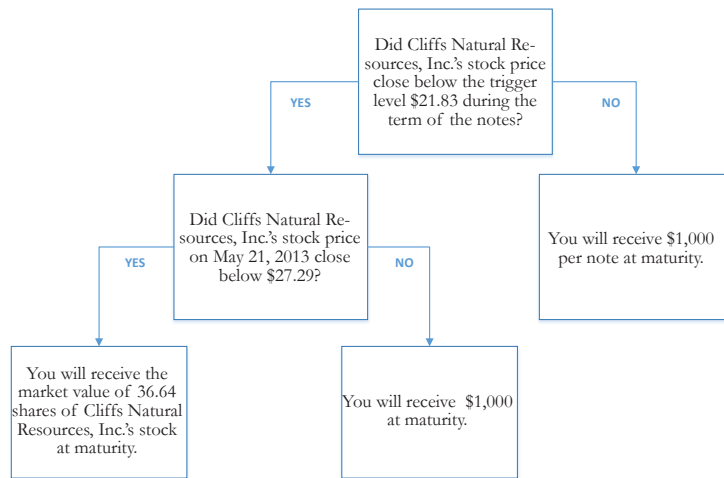 Did Cliffs Natural Re-
sources, Inc.'s stock price
close below the trigger
level $21.83 during the
term of the notes?
YES
NO
Did Cliffs Natural Re-
sources, Inc.'s stock price
on May 21, 2013 close
below $27.29?
You will receive $1,000
per note at maturity.
YES
NO
You will receive the
market value of 36.64
shares of Cliffs Natural
Resources, Inc.'s stock
at maturity.
You will receive $1,000
at maturity.